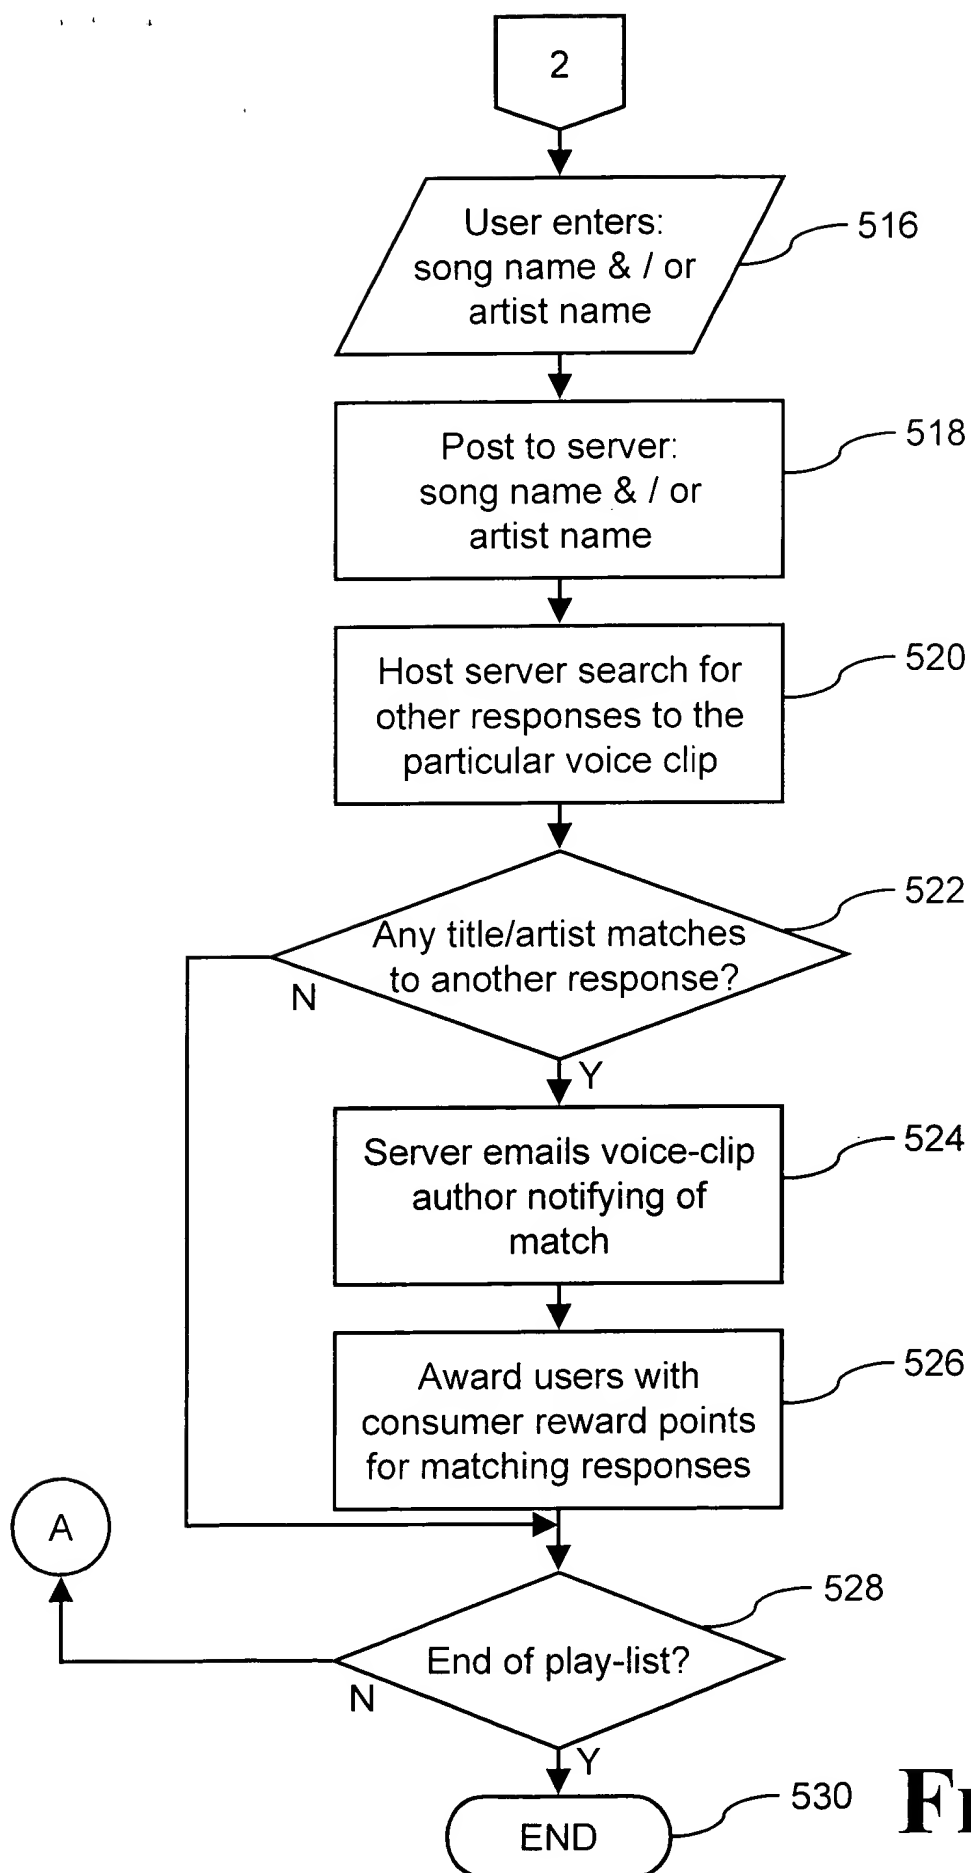 2
User enters:
song name & / or
artist name
516
Post to server:
song name & / or
artist name
518
Host server search for
other responses to the
particular voice clip
520
Any title/artist matches
to another response?
522
N
Y
Server emails voice-clip
author notifying of
match
524
Award users with
consumer reward points
for matching responses
526
A
End of play-list?
528
N
Y
END
530